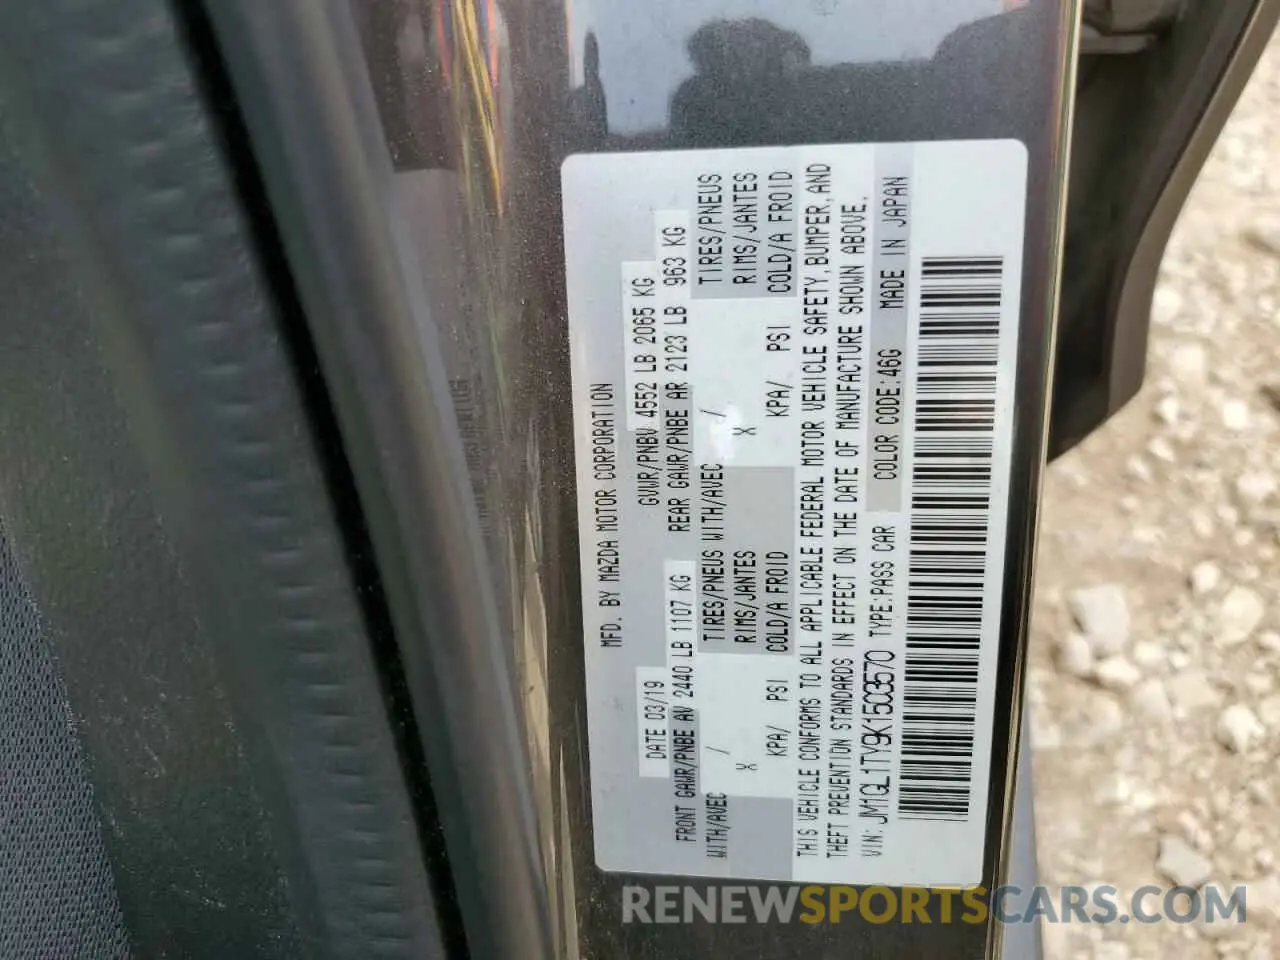 MFD. BY MAZDA MOTOR CORPORATION
DATE 03/19 GVWR/PNBV 4552 LB 2065 KG
FRONT GAWR/PNBE AV 2440 LB 1107 KG REAR GAWR/PNBE AR 2123 LB 963 KG
WITH/AVEC / TIRES/PNEUS WITH/AVEC / TIRES/PNEUS
X RIMS/JANTES X RIMS/JANTES
KPA/ PSI COLD/A FROID KPA/ PSI COLD/A FROID
THIS VEHICLE CONFORMS TO ALL APPLICABLE FEDERAL MOTOR VEHICLE SAFETY, BUMPER, AND
THEFT PREVENTION STANDARDS IN EFFECT ON THE DATE OF MANUFACTURE SHOWN ABOVE.
VIN: JM1GL1TY9K1503570 TYPE:PASS CAR COLOR CODE:46G MADE IN JAPAN
RENEWSPORTSCARS.COM